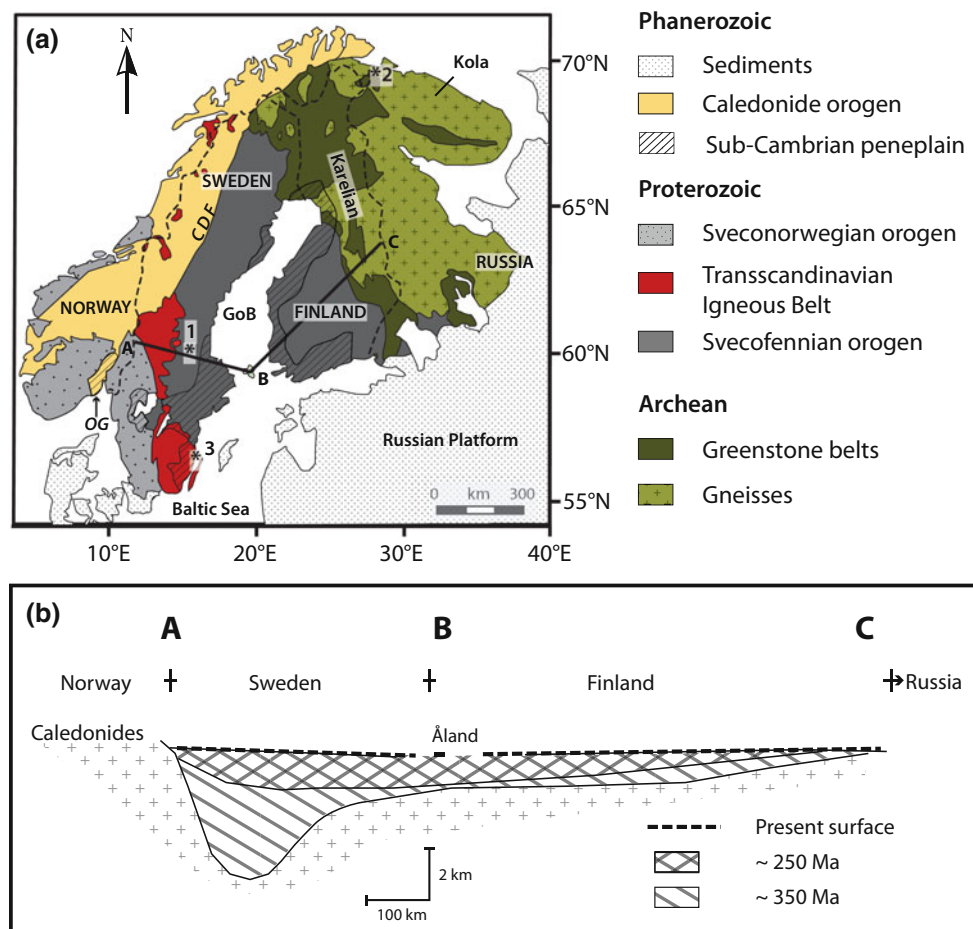 (a)
N
Kola
70°N
*2
SWEDEN
Karelian
65°N
CDF
C
RUSSIA
NORWAY
GoB
FINLAND
1
*
A
60°N
B
OG
Russian Platform
3
*
0 km 300
Baltic Sea
55°N
10°E 20°E 30°E 40°E
Phanerozoic
Sediments
Caledonide orogen
Sub-Cambrian peneplain
Proterozoic
Sveconorwegian orogen
Transscandinavian
Igneous Belt
Svecofennian orogen
Archean
Greenstone belts
Gneisses
(b)
A B C
Norway Sweden Finland Russia
Caledonides
Åland
Present surface
~ 250 Ma
~ 350 Ma
2 km
100 km